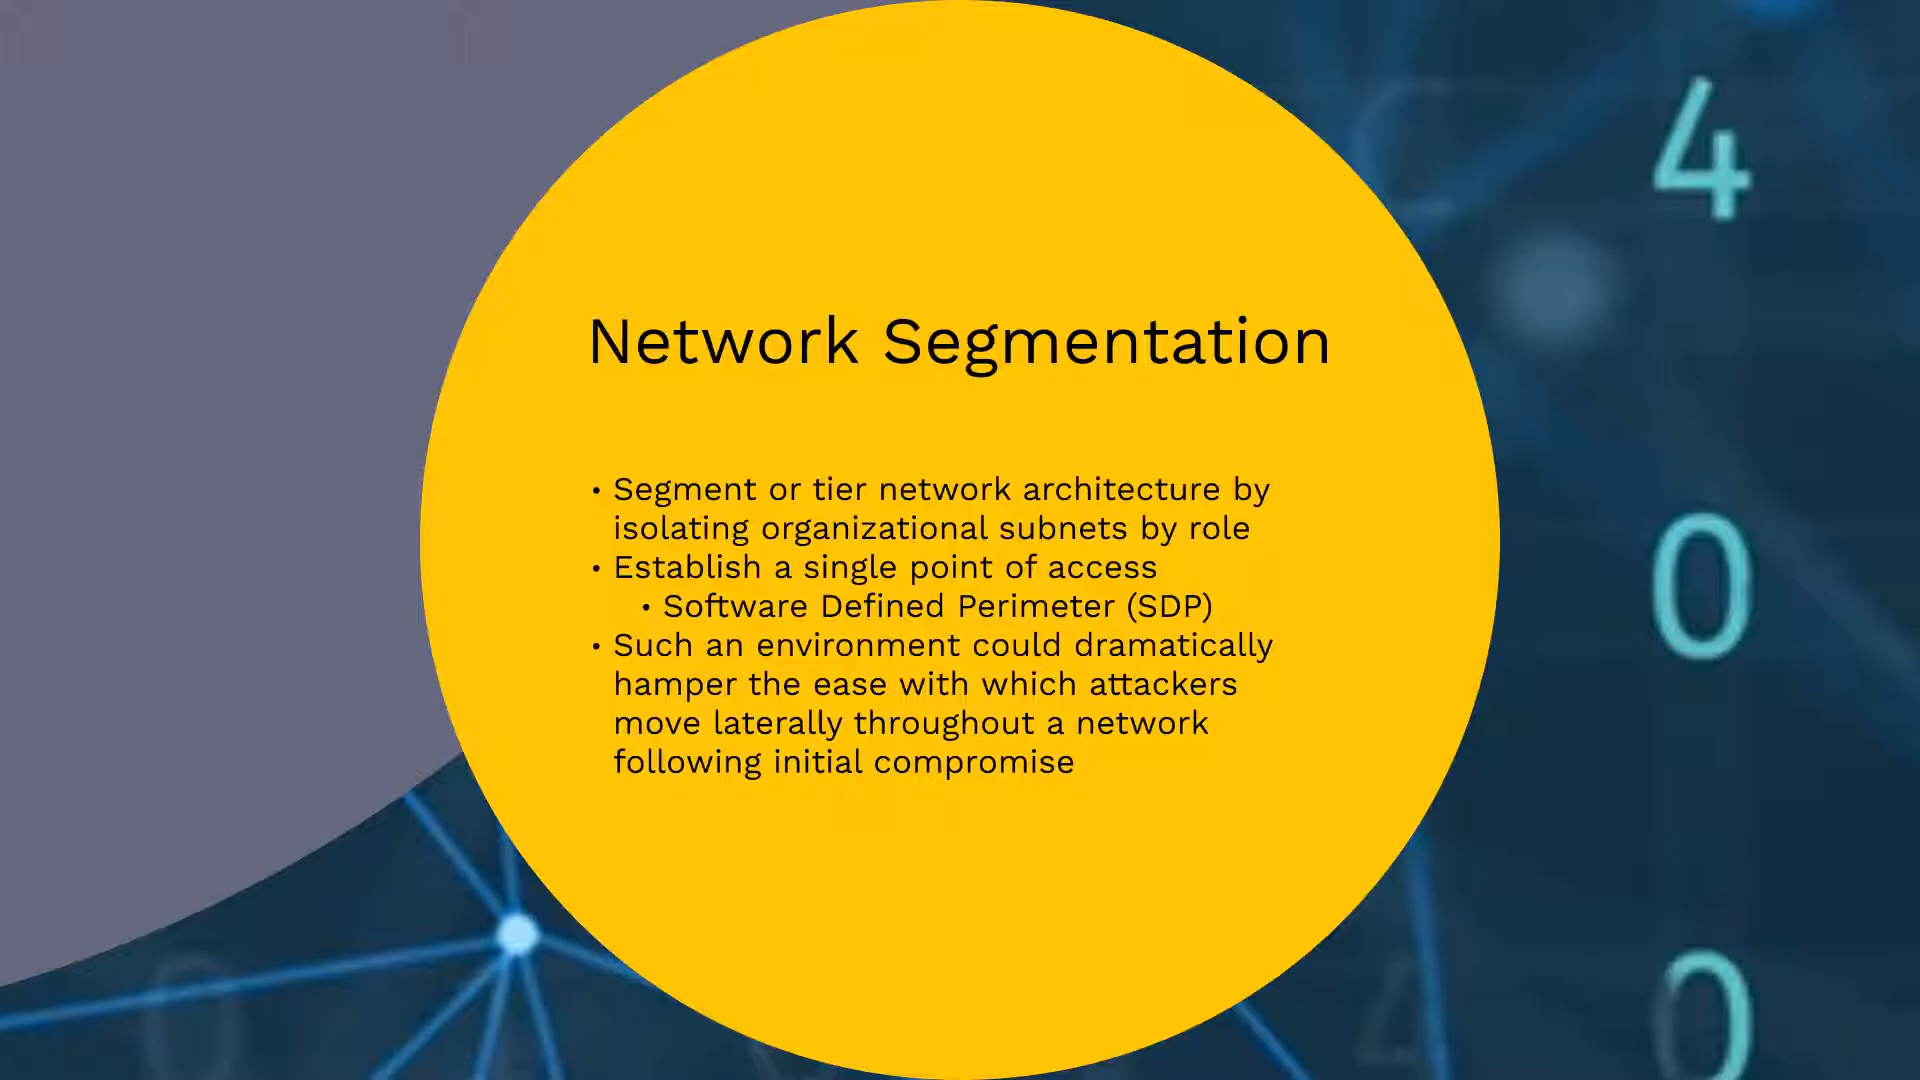 Network Segmentation
• Segment or tier network architecture by
isolating organizational subnets by role
• Establish a single point of access
• Software Defined Perimeter (SDP)
• Such an environment could dramatically
hamper the ease with which attackers
move laterally throughout a network
following initial compromise
4
0
0
0
4